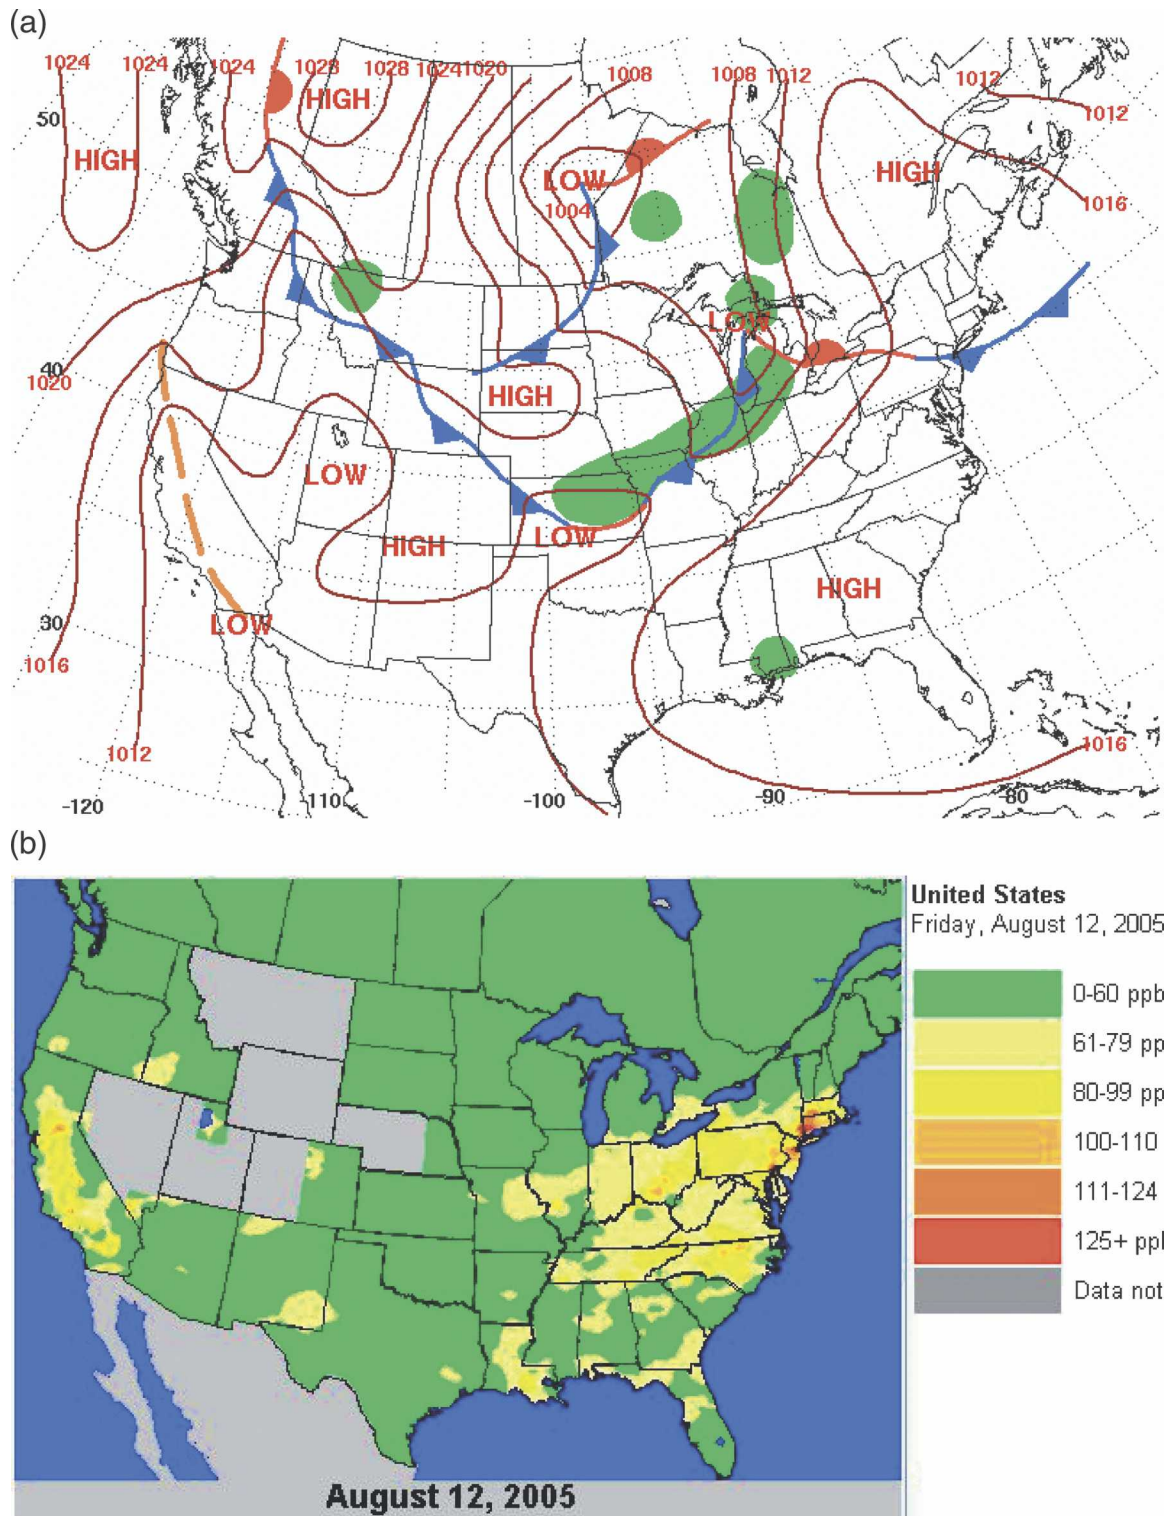 (a)
1024 1024 1024 1028 1028 1024 1020 1008 1008 1012 1012
HIGH
1012
50
HIGH
HIGH
LOW
1004
1016
LOW
1020
40
HIGH
LOW
HIGH
LOW
HIGH
30
LOW
1016
1012
1016
-120
110
-100
-90
-80
(b)
United States
Friday, August 12, 2005
0-60 ppb
61-79 pp
80-99 pp
100-110
111-124
125+ ppl
Data not
August 12, 2005